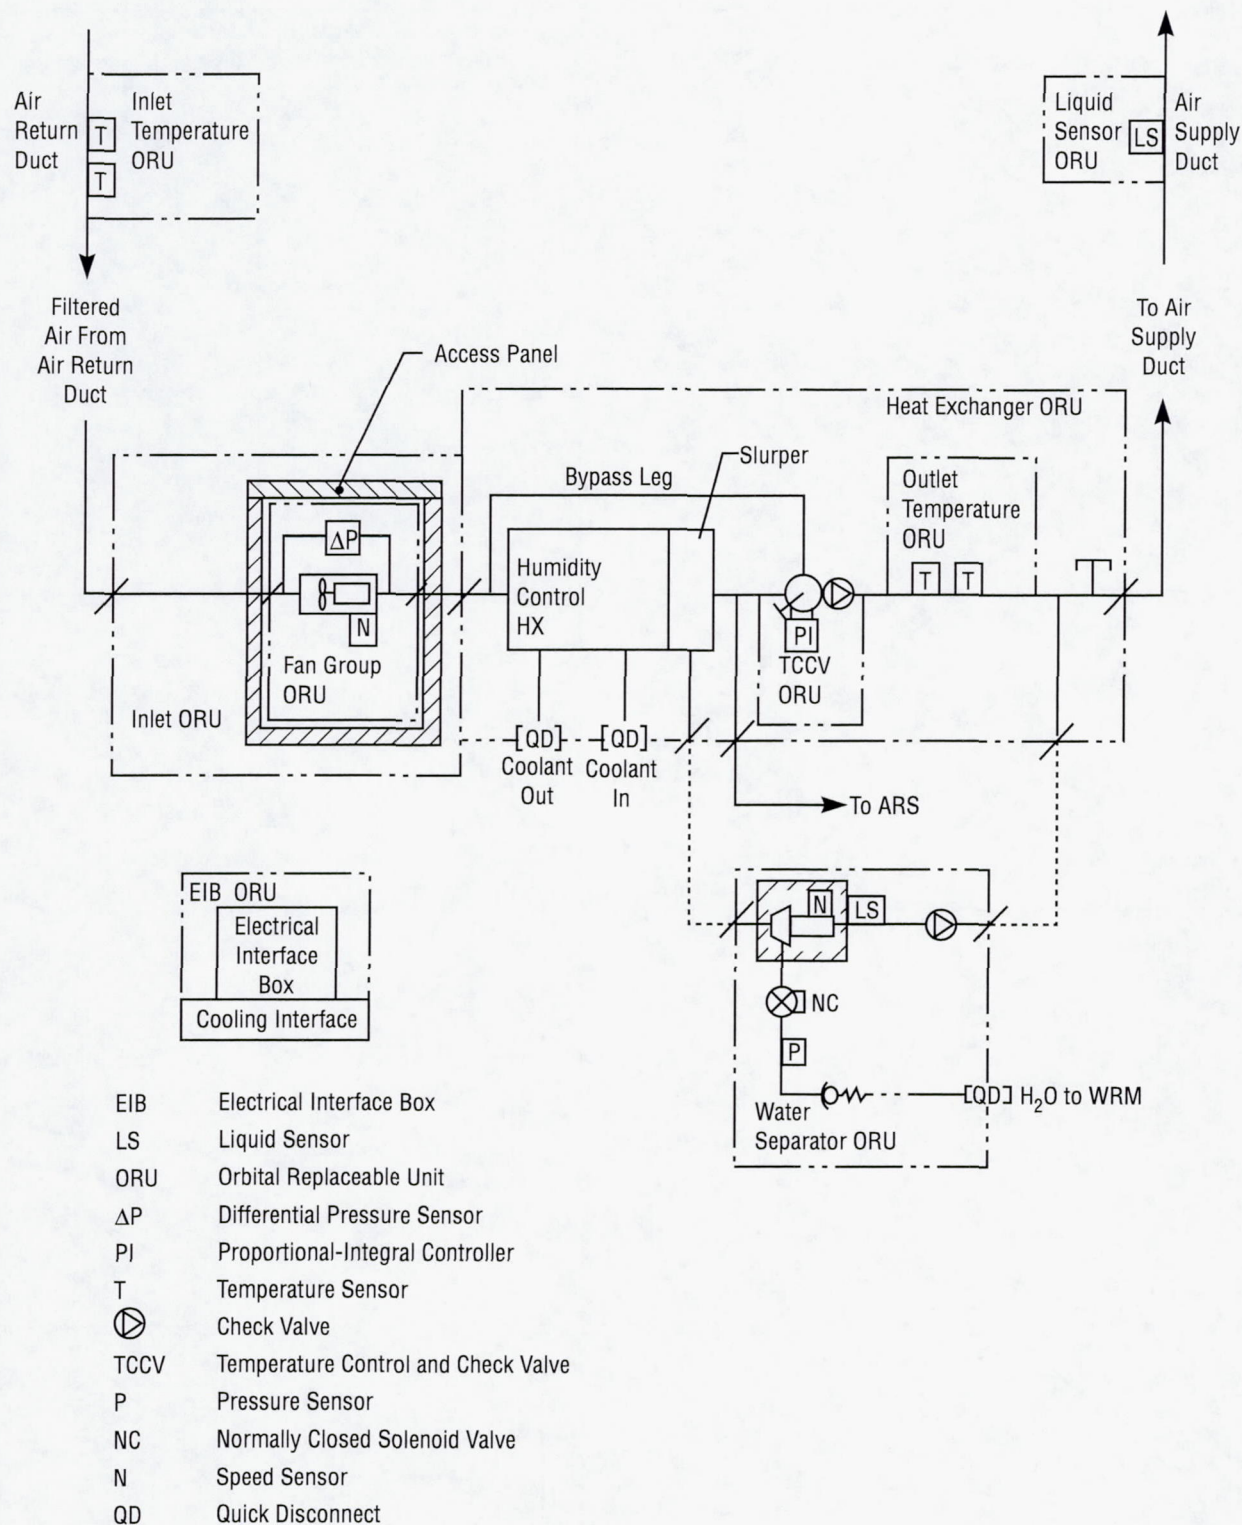 Air
Return
Duct
T
T
Inlet
Temperature
ORU
Liquid
Sensor
ORU
LS
Air
Supply
Duct
Filtered
Air From
Air Return
Duct
To Air
Supply
Duct
Access Panel
Heat Exchanger ORU
Slurper
Bypass Leg
Outlet
Temperature
ORU
T T
ΔP
N
Fan Group
ORU
Inlet ORU
Humidity
Control
HX
PI
TCCV
ORU
[QD] [QD]
Coolant
Out
Coolant
In
To ARS
EIB ORU
Electrical
Interface
Box
Cooling Interface
N LS
NC
P
[QD] H₂O to WRM
Water
Separator ORU
EIB Electrical Interface Box
LS Liquid Sensor
ORU Orbital Replaceable Unit
ΔP Differential Pressure Sensor
PI Proportional-Integral Controller
T Temperature Sensor
Check Valve
TCCV Temperature Control and Check Valve
P Pressure Sensor
NC Normally Closed Solenoid Valve
N Speed Sensor
QD Quick Disconnect